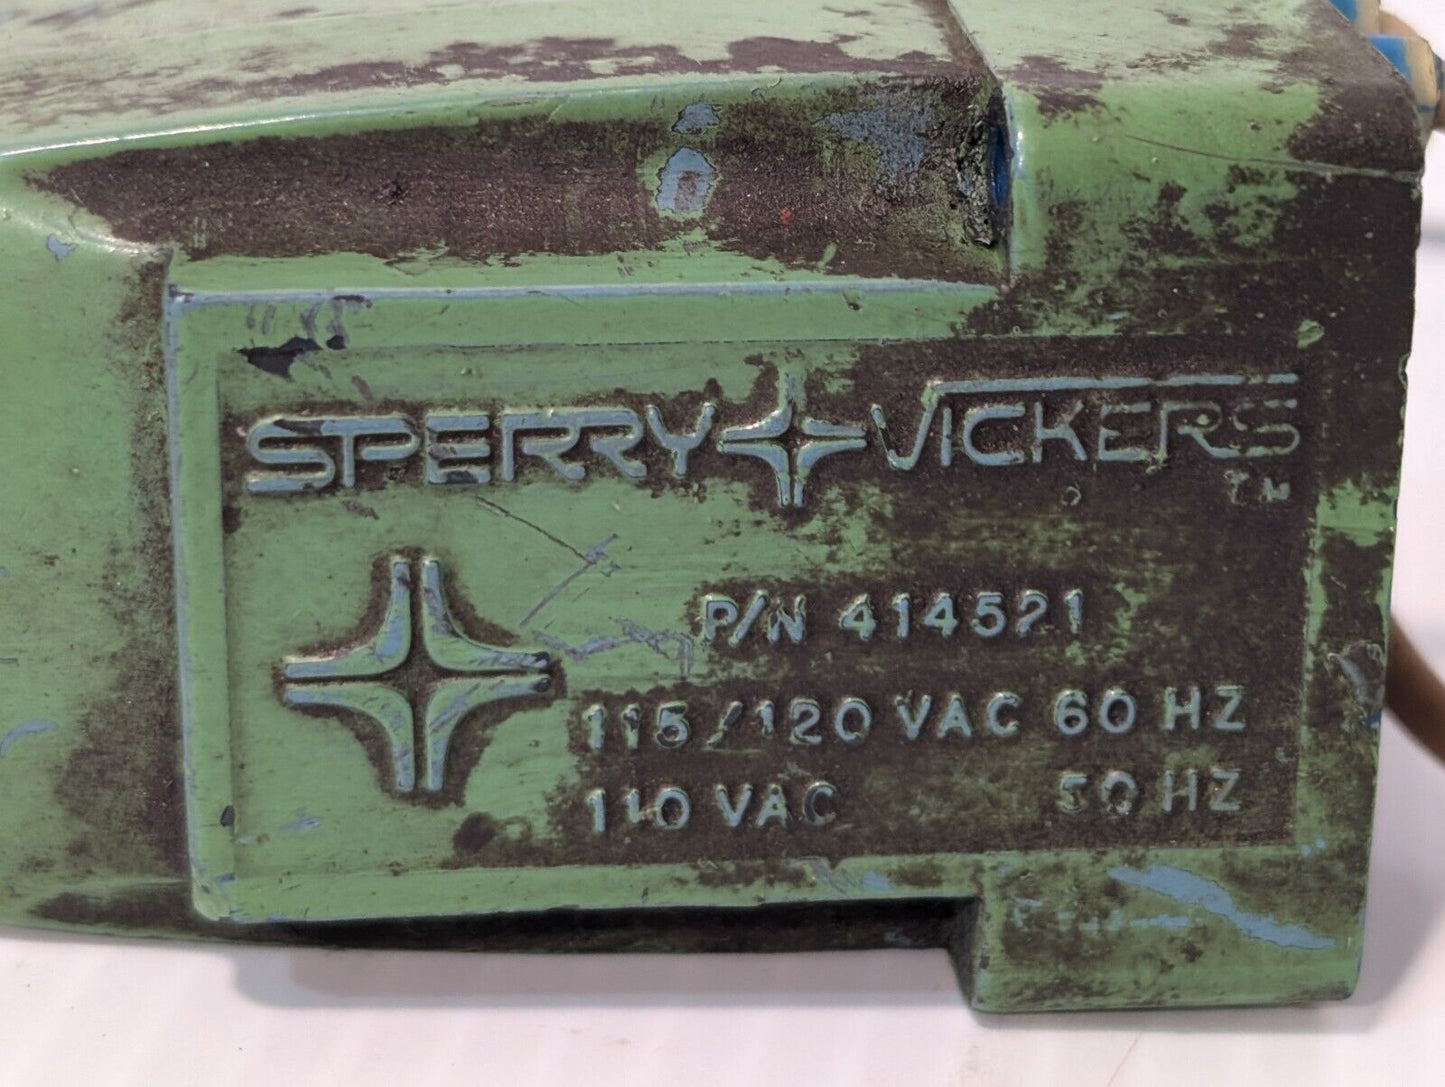 SPERRY VICKERS
TM
P/N 414521
115/120 VAC 60 HZ
110 VAC 50 HZ